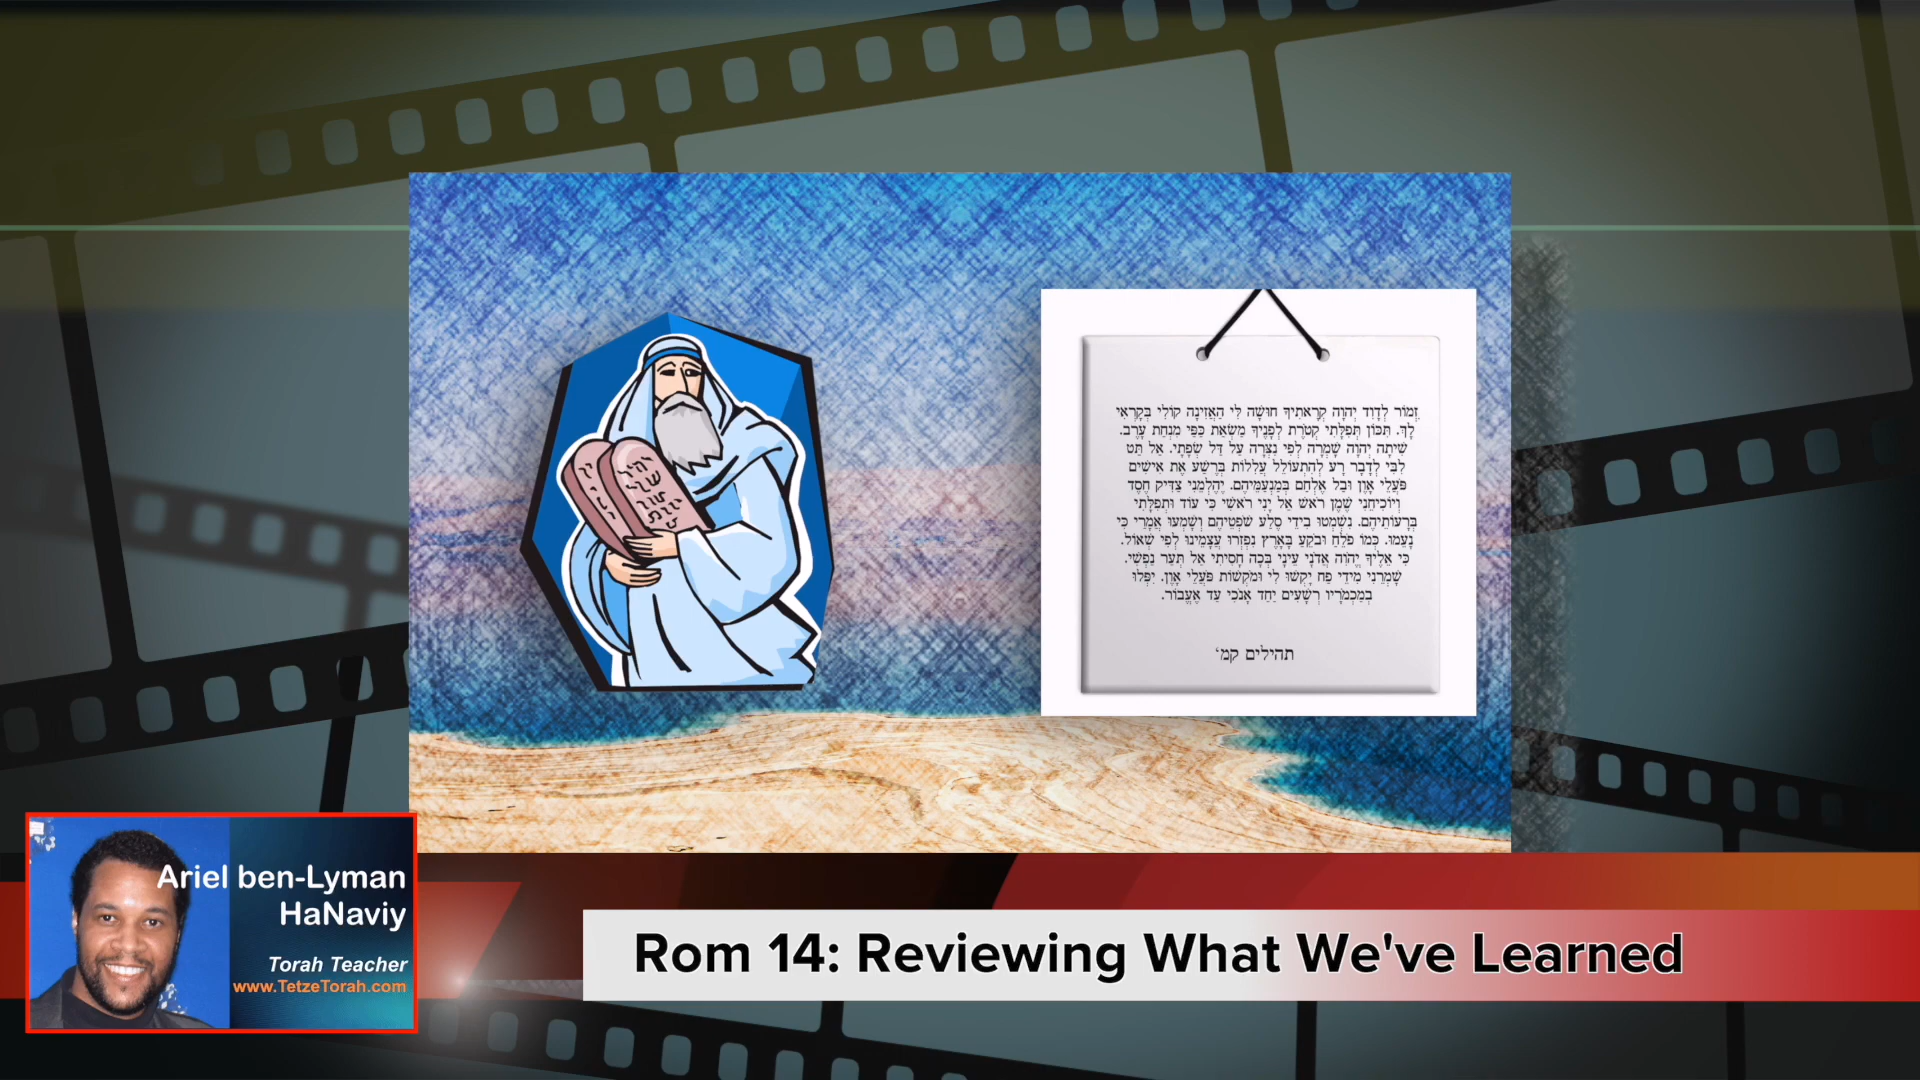 מִזְמוֹר לְדָוִד יְהוָה קְרָאתִיךָ חוּשָׁה לִּי הַאֲזִינָה קוֹלִי בְּקָרְאִי
לָךְ. תִּכּוֹן תְּפִלָּתִי קְטֹרֶת לְפָנֶיךָ מַשְׂאַת כַּפַּי מִנְחַת עָרֶב.
שִׁיתָה יְהוָה שָׁמְרָה לְפִי נִצְּרָה עַל דַּל שְׂפָתָי. אַל תַּט
לִבִּי לְדָבָר רָע לְהִתְעוֹלֵל עֲלִלוֹת בְּרֶשַׁע אֶת אִישִׁים
פֹּעֲלֵי אָוֶן וּבַל אֶלְחַם בְּמַנְעַמֵּיהֶם. יֶהֶלְמֵנִי צַדִּיק חֶסֶד
וְיוֹכִיחֵנִי שֶׁמֶן רֹאשׁ אַל יָנִי רֹאשִׁי כִּי עוֹד וּתְפִלָּתִי
בְּרָעוֹתֵיהֶם. נִשְׁמְטוּ בִידֵי סֶלַע שֹׁפְטֵיהֶם וְשָׁמְעוּ אֲמָרַי כִּי
נָעֵמוּ. כְּמוֹ פֹלֵחַ וּבֹקֵעַ בָּאָרֶץ נִפְזְרוּ עֲצָמֵינוּ לְפִי שְׁאוֹל.
כִּי אֵלֶיךָ יְהֹוִה אֲדֹנָי עֵינָי בְּכָה חָסִיתִי אַל תְּעַר נַפְשִׁי.
שָׁמְרֵנִי מִידֵי פַח יָקְשׁוּ לִי וּמֹקְשׁוֹת פֹּעֲלֵי אָוֶן. יִפְּלוּ
בְמַכְמֹרָיו רְשָׁעִים יַחַד אָנֹכִי עַד אֶעֱבוֹר.
תהילים קמ'
Ariel ben-Lyman
HaNaviy
Torah Teacher
www.TetzeTorah.com
Rom 14: Reviewing What We've Learned